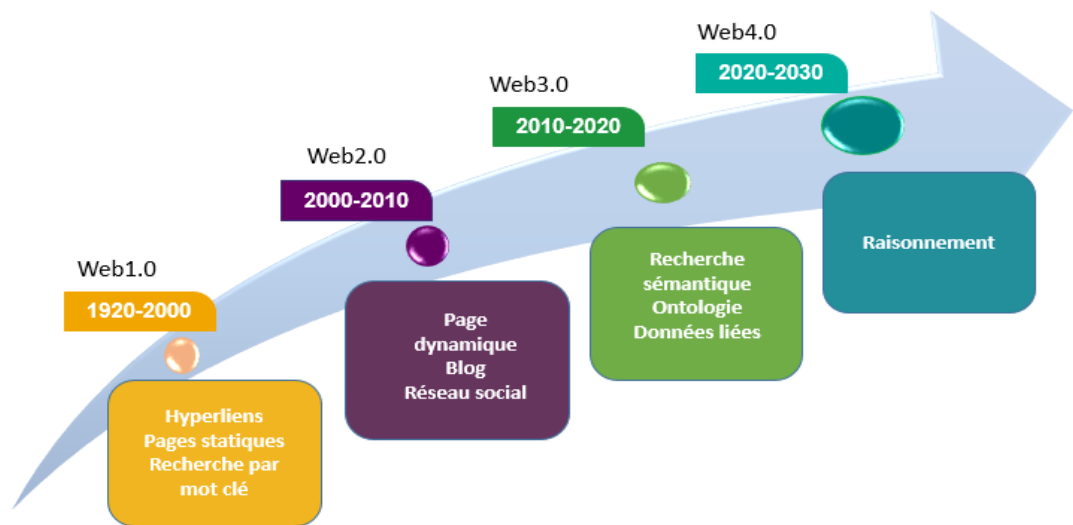 Web1.0
1920-2000
Hyperliens
Pages statiques
Recherche par
mot clé
Web2.0
2000-2010
Page
dynamique
Blog
Réseau social
Web3.0
2010-2020
Recherche
sémantique
Ontologie
Données liées
Web4.0
2020-2030
Raisonnement